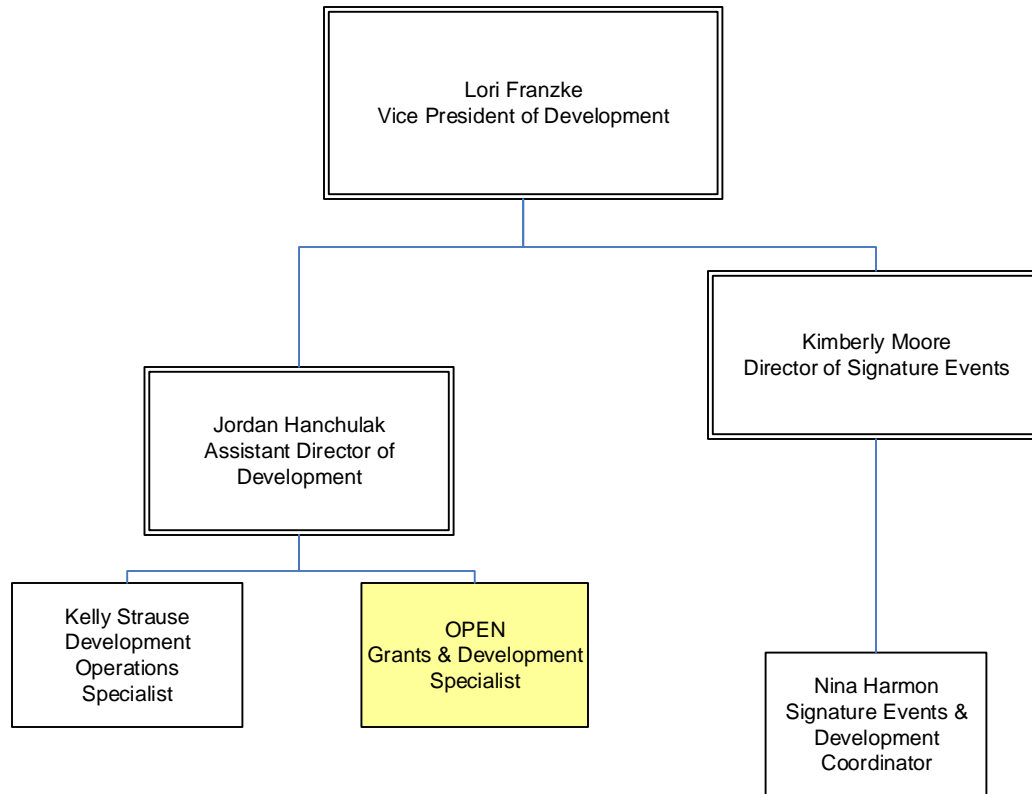 Lori Franzke
Vice President of Development
Kimberly Moore
Director of Signature Events
Jordan Hanchulak
Assistant Director of
Development
Kelly Strause
Development
Operations
Specialist
OPEN
Grants & Development
Specialist
Nina Harmon
Signature Events &
Development
Coordinator